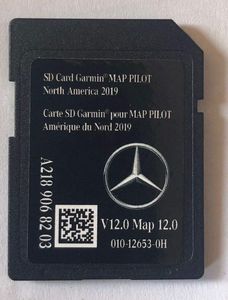 SD Card Garmin® MAP PILOT
North America 2019
Carte SD Garmin® pour MAP PILOT
Amérique du Nord 2019
A218 906 82 03
V12.0 Map 12.0
010-12653-0H